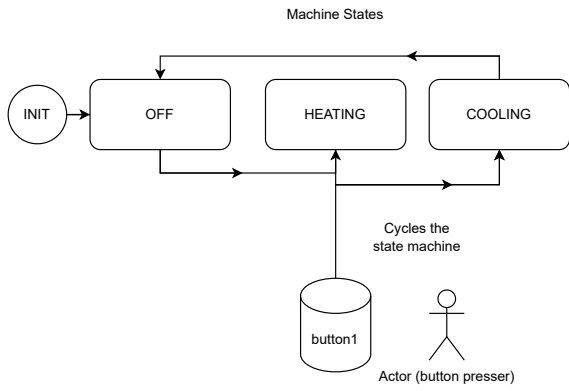 Machine States
INIT
OFF
HEATING
COOLING
Cycles the
state machine
button1
Actor (button presser)